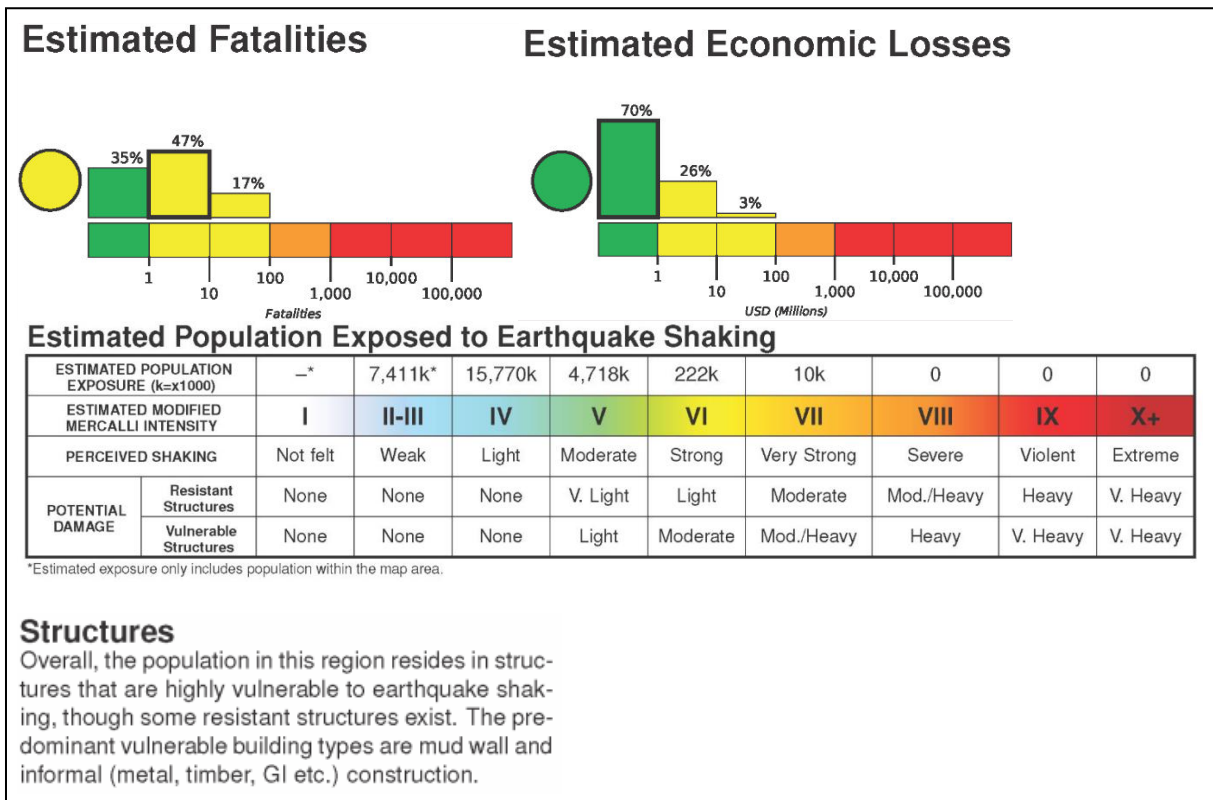 Estimated Fatalities
Estimated Economic Losses
35%
47%
17%
1
10
100
1,000
10,000
100,000
Fatalities
70%
26%
3%
1
10
100
1,000
10,000
100,000
USD (Millions)
Estimated Population Exposed to Earthquake Shaking
ESTIMATED POPULATION
EXPOSURE (k=x1000)
–*
7,411k*
15,770k
4,718k
222k
10k
0
0
0
ESTIMATED MODIFIED
MERCALLI INTENSITY
I
II-III
IV
V
VI
VII
VIII
IX
X+
PERCEIVED SHAKING
Not felt
Weak
Light
Moderate
Strong
Very Strong
Severe
Violent
Extreme
POTENTIAL
DAMAGE
Resistant
Structures
None
None
None
V. Light
Light
Moderate
Mod./Heavy
Heavy
V. Heavy
Vulnerable
Structures
None
None
None
Light
Moderate
Mod./Heavy
Heavy
V. Heavy
V. Heavy
*Estimated exposure only includes population within the map area.
Structures
Overall, the population in this region resides in struc-
tures that are highly vulnerable to earthquake shak-
ing, though some resistant structures exist. The pre-
dominant vulnerable building types are mud wall and
informal (metal, timber, GI etc.) construction.